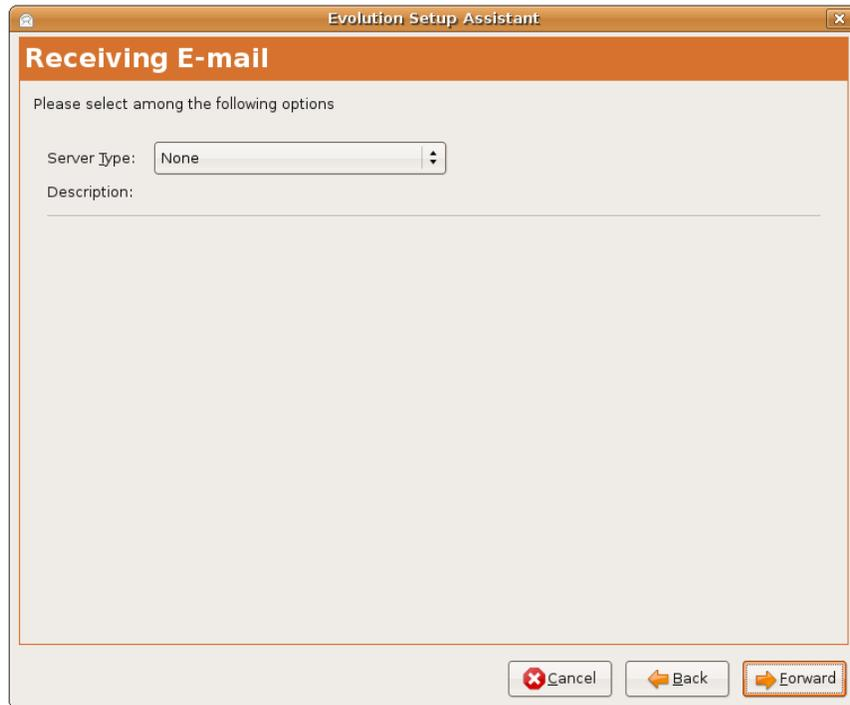 Evolution Setup Assistant
Receiving E-mail
Please select among the following options
Server Type: None
Description:
Cancel Back Forward